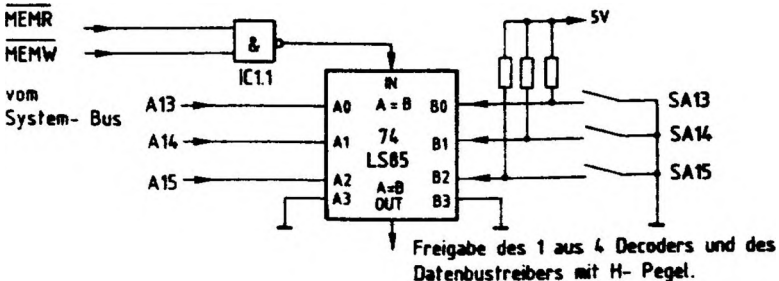 MEMR
MEMW
&
IC1.1
5V
vom
System- Bus
A13
A14
A15
IN
A = B
A0
A1
A2
A3
74
LS85
A=B
OUT
B0
B1
B2
B3
SA13
SA14
SA15
Freigabe des 1 aus 4 Decoders und des
Datenbustreibers mit H- Pegel.